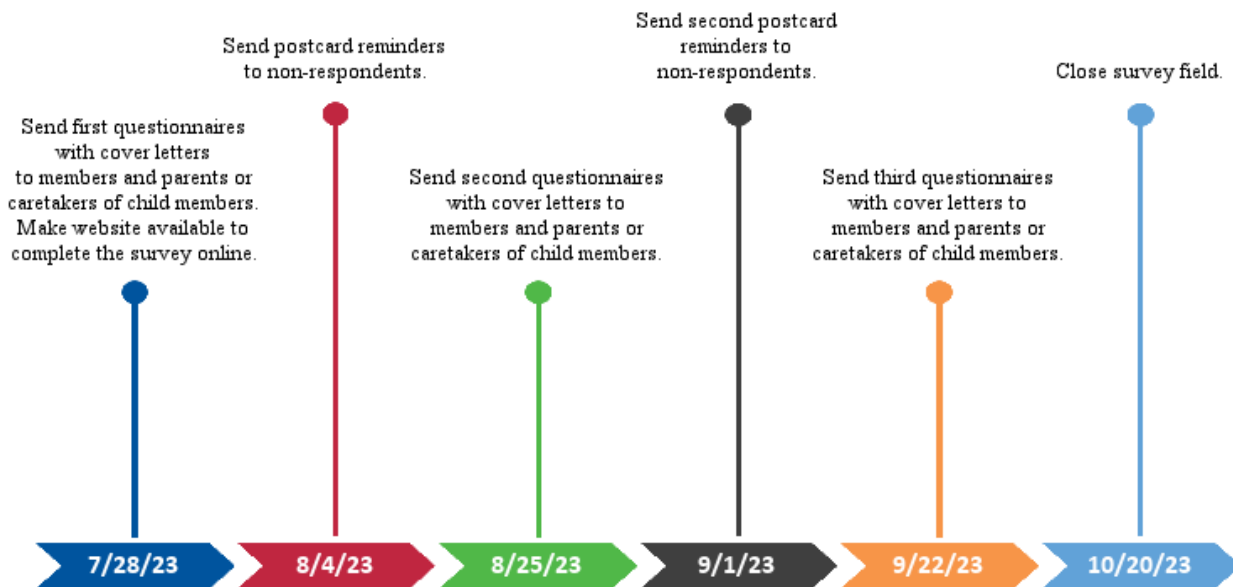 Send first questionnaires
with cover letters
to members and parents or
caretakers of child members.
Make website available to
complete the survey online.
Send postcard reminders
to non-respondents.
Send second questionnaires
with cover letters to
members and parents or
caretakers of child members.
Send second postcard
reminders to
non-respondents.
Send third questionnaires
with cover letters to
members and parents or
caretakers of child members.
Close survey field.
7/28/23
8/4/23
8/25/23
9/1/23
9/22/23
10/20/23